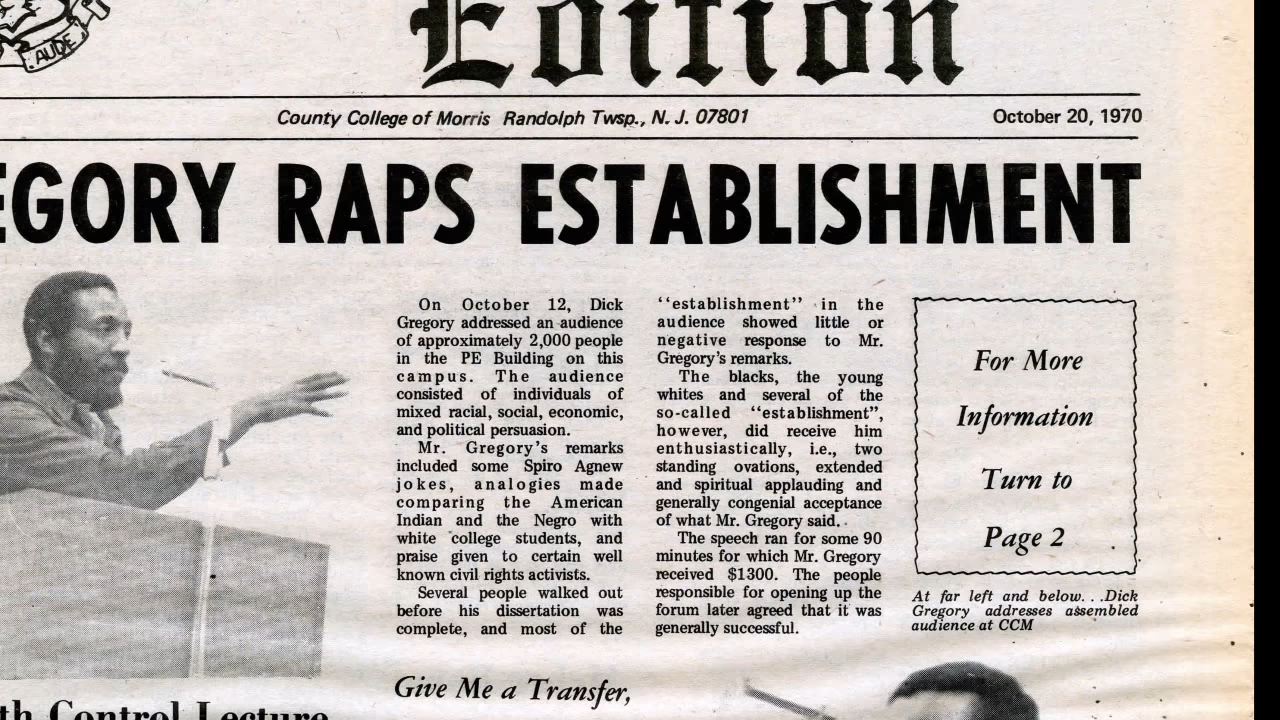 AUDE
Edition
County College of Morris Randolph Twsp., N. J. 07801
October 20, 1970
EGORY RAPS ESTABLISHMENT
On October 12, Dick
Gregory addressed an audience
of approximately 2,000 people
in the PE Building on this
campus. The audience
consisted of individuals of
mixed racial, social, economic,
and political persuasion.
Mr. Gregory's remarks
included some Spiro Agnew
jokes, analogies made
comparing the American
Indian and the Negro with
white college students, and
praise given to certain well
known civil rights activists.
Several people walked out
before his dissertation was
complete, and most of the
''establishment'' in the
audience showed little or
negative response to Mr.
Gregory's remarks.
The blacks, the young
whites and several of the
so-called ''establishment'',
however, did receive him
enthusiastically, i.e., two
standing ovations, extended
and spiritual applauding and
generally congenial acceptance
of what Mr. Gregory said.
The speech ran for some 90
minutes for which Mr. Gregory
received $1300. The people
responsible for opening up the
forum later agreed that it was
generally successful.
For More
Information
Turn to
Page 2
At far left and below. . .Dick
Gregory addresses assembled
audience at CCM
Give Me a Transfer,
th Control Lecture